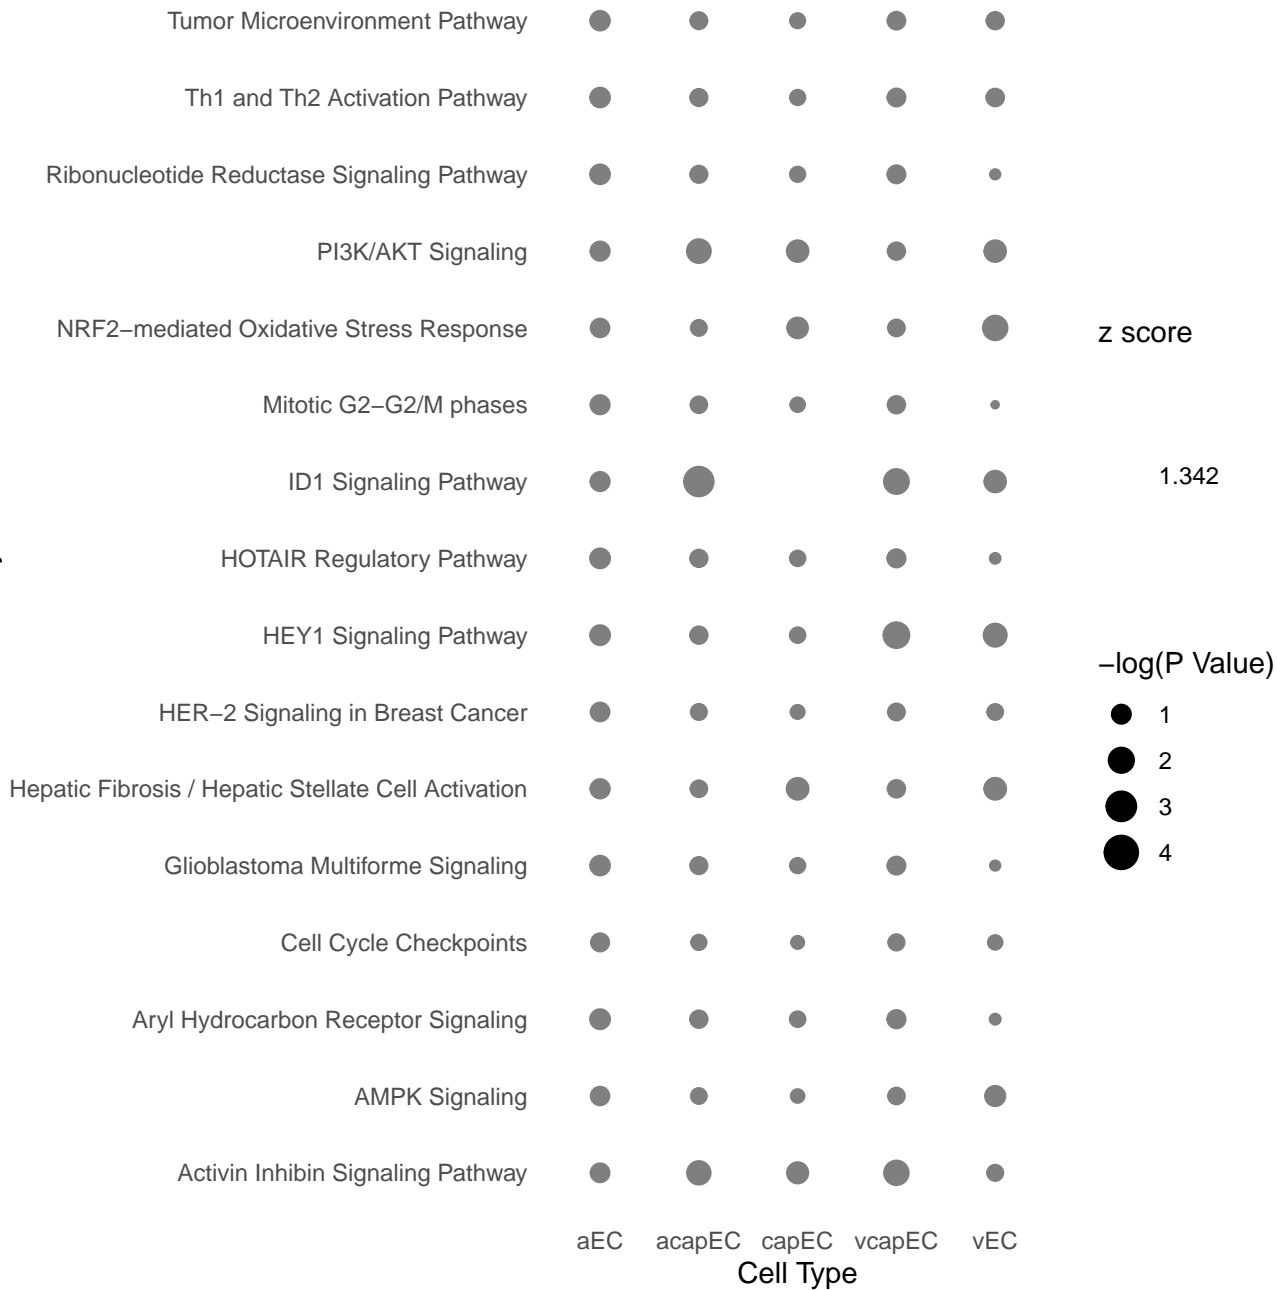 Tumor Microenvironment Pathway
Th1 and Th2 Activation Pathway
Ribonucleotide Reductase Signaling Pathway
PI3K/AKT Signaling
NRF2−mediated Oxidative Stress Response
Mitotic G2−G2/M phases
ID1 Signaling Pathway
HOTAIR Regulatory Pathway
HEY1 Signaling Pathway
HER−2 Signaling in Breast Cancer
Hepatic Fibrosis / Hepatic Stellate Cell Activation
Glioblastoma Multiforme Signaling
Cell Cycle Checkpoints
Aryl Hydrocarbon Receptor Signaling
AMPK Signaling
Activin Inhibin Signaling Pathway
aEC acapEC capEC vcapEC vEC
Cell Type
z score
1.342
−log(P Value)
1
2
3
4